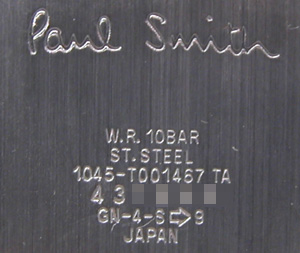 Paul Smith
W.R. 10BAR
ST. STEEL
1045-T001467 TA
4 3
GN-4-S⇨9
JAPAN